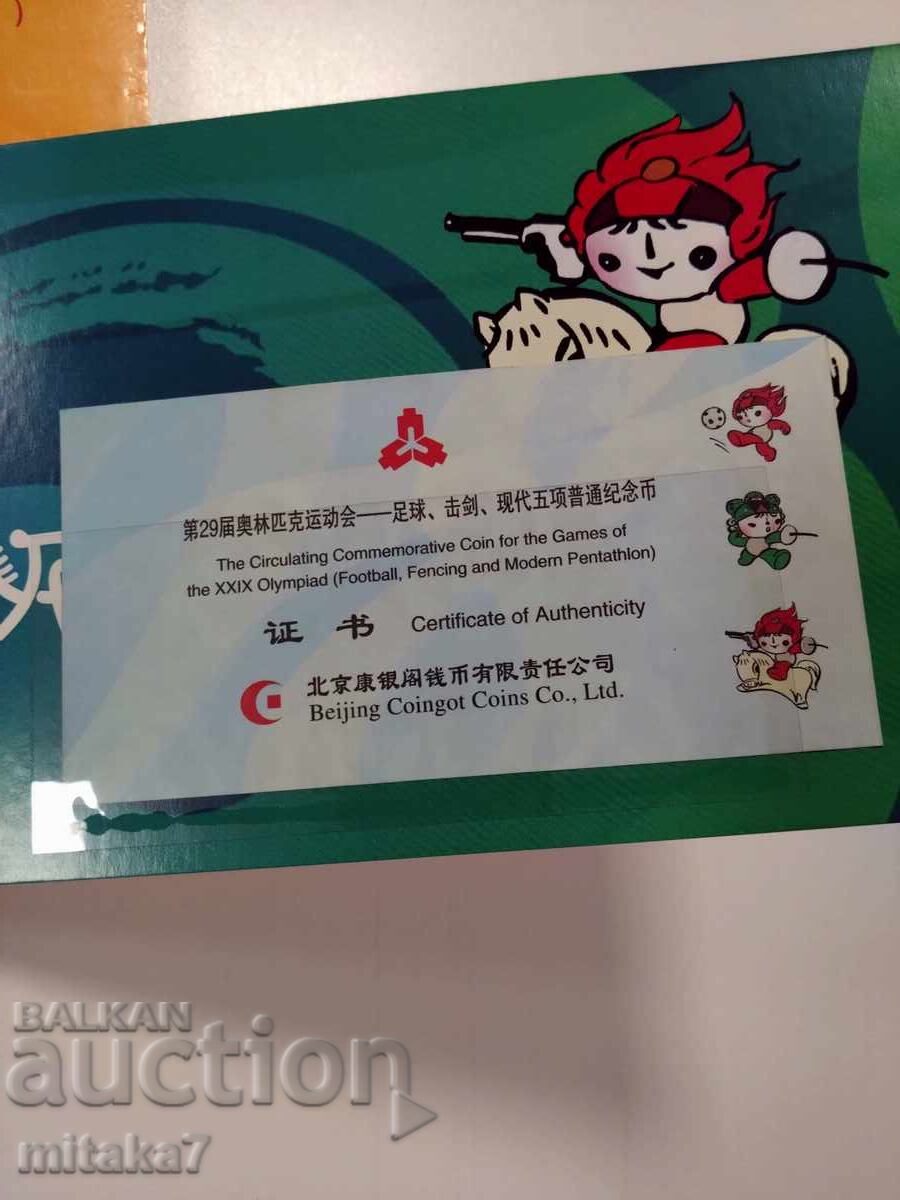 第29届奥林匹克运动会——足球、击剑、现代五项普通纪念币
The Circulating Commemorative Coin for the Games of
the XXIX Olympiad (Football, Fencing and Modern Pentathlon)
证 书 Certificate of Authenticity
北京康银阁钱币有限责任公司
Beijing Coingot Coins Co., Ltd.
BALKAN
auction
mitaka7